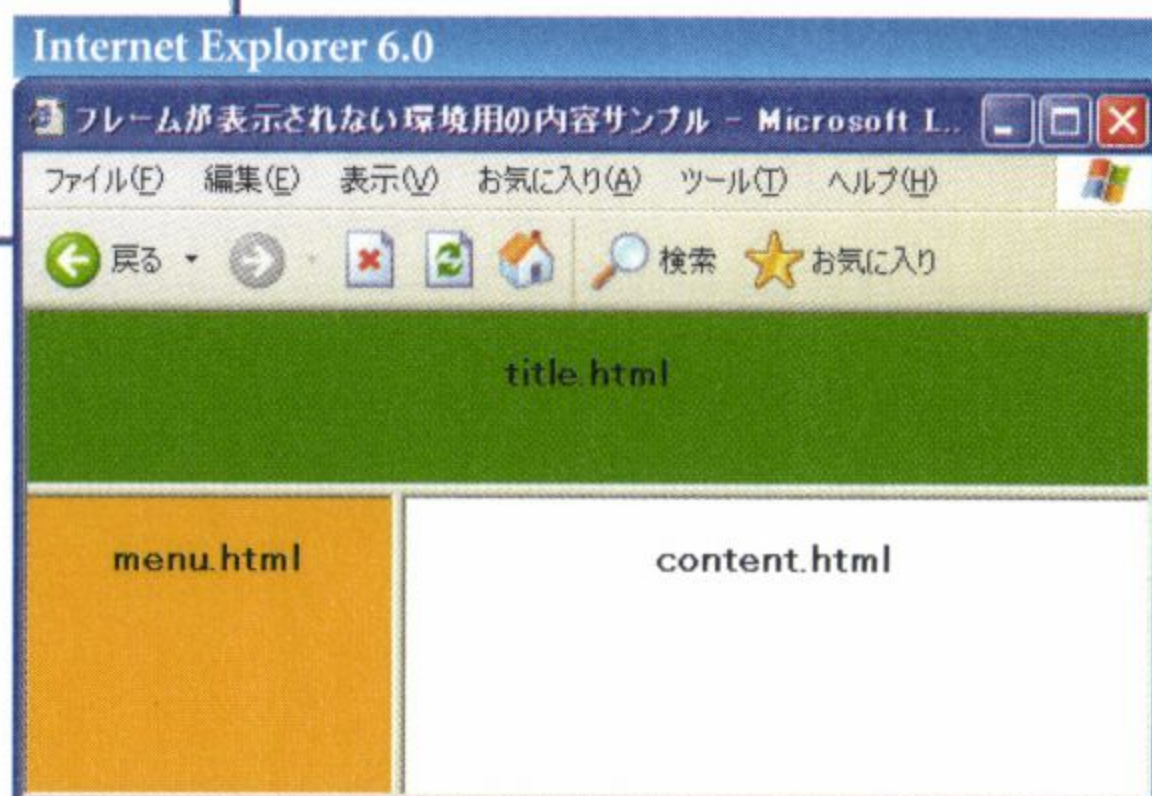 Internet Explorer 6.0
フレームが表示されない環境用の内容サンプル - Microsoft I...
ファイル(F) 編集(E) 表示(V) お気に入り(A) ツール(T) ヘルプ(H)
戻る 検索 お気に入り
title.html
menu.html content.html